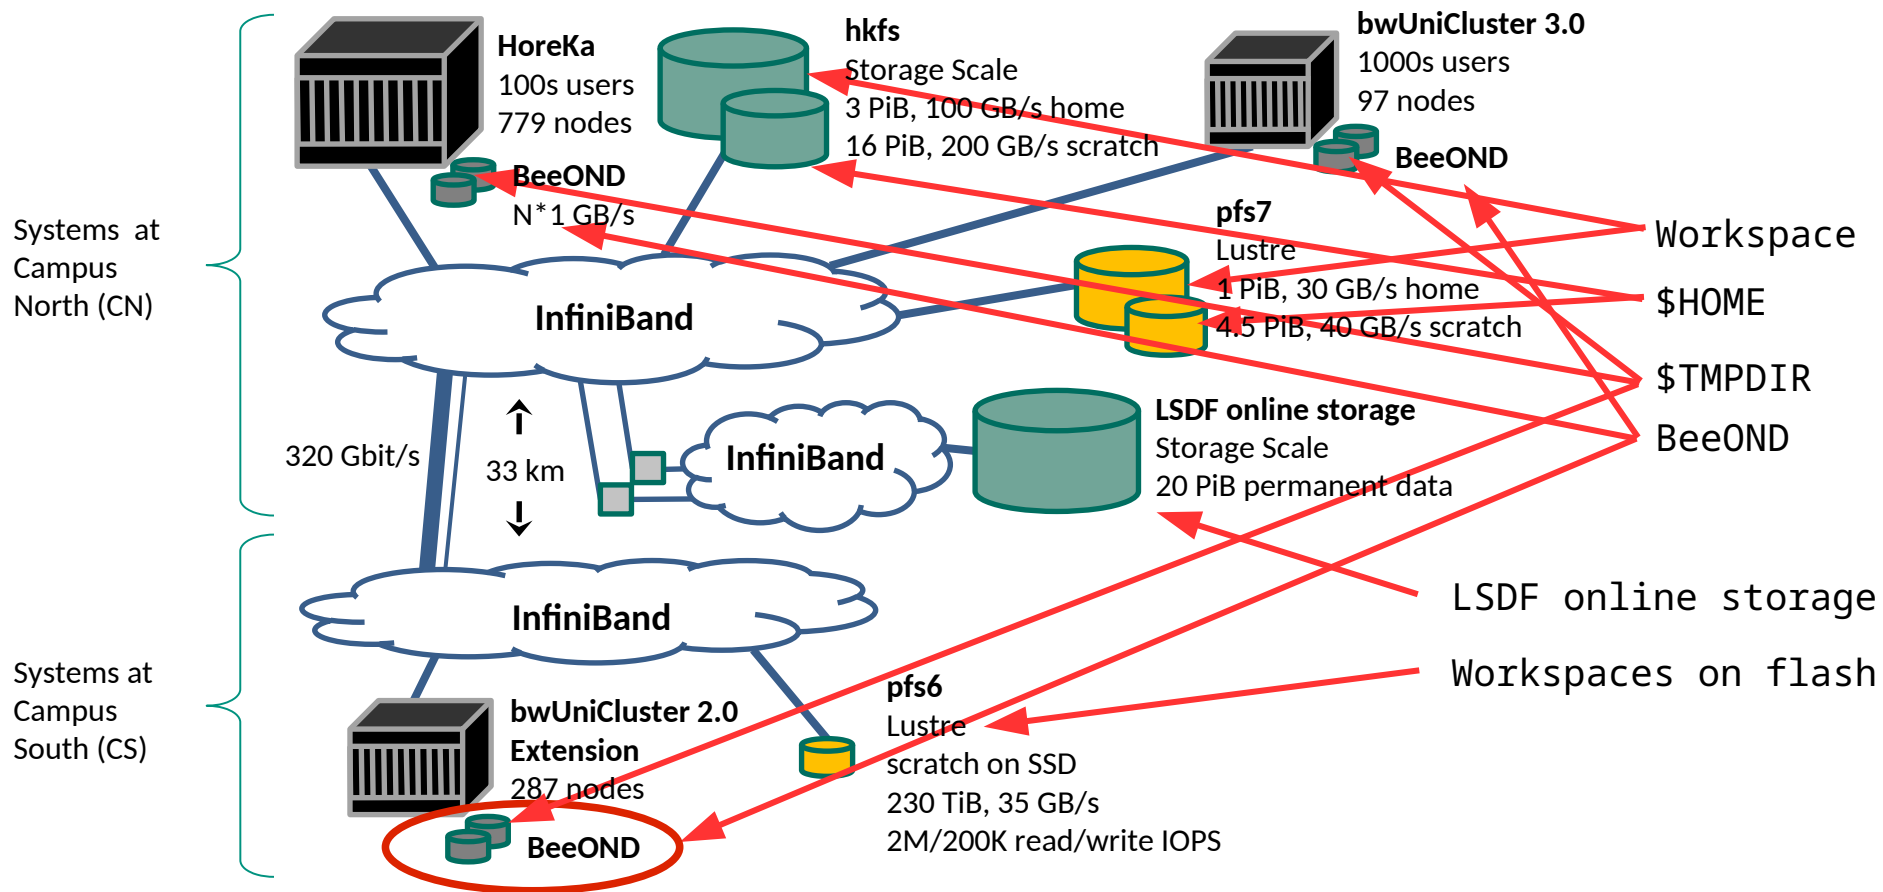 HoreKa
100s users
779 nodes
BeeOND
N*1 GB/s
hkfs
Storage Scale
3 PiB, 100 GB/s home
16 PiB, 200 GB/s scratch
bwUniCluster 3.0
1000s users
97 nodes
BeeOND
Systems at
Campus
North (CN)
InfiniBand
pfs7
Lustre
1 PiB, 30 GB/s home
4.5 PiB, 40 GB/s scratch
Workspace
$HOME
$TMPDIR
BeeOND
320 Gbit/s
33 km
InfiniBand
LSDF online storage
Storage Scale
20 PiB permanent data
LSDF online storage
Workspaces on flash
InfiniBand
Systems at
Campus
South (CS)
bwUniCluster 2.0
Extension
287 nodes
BeeOND
pfs6
Lustre
scratch on SSD
230 TiB, 35 GB/s
2M/200K read/write IOPS